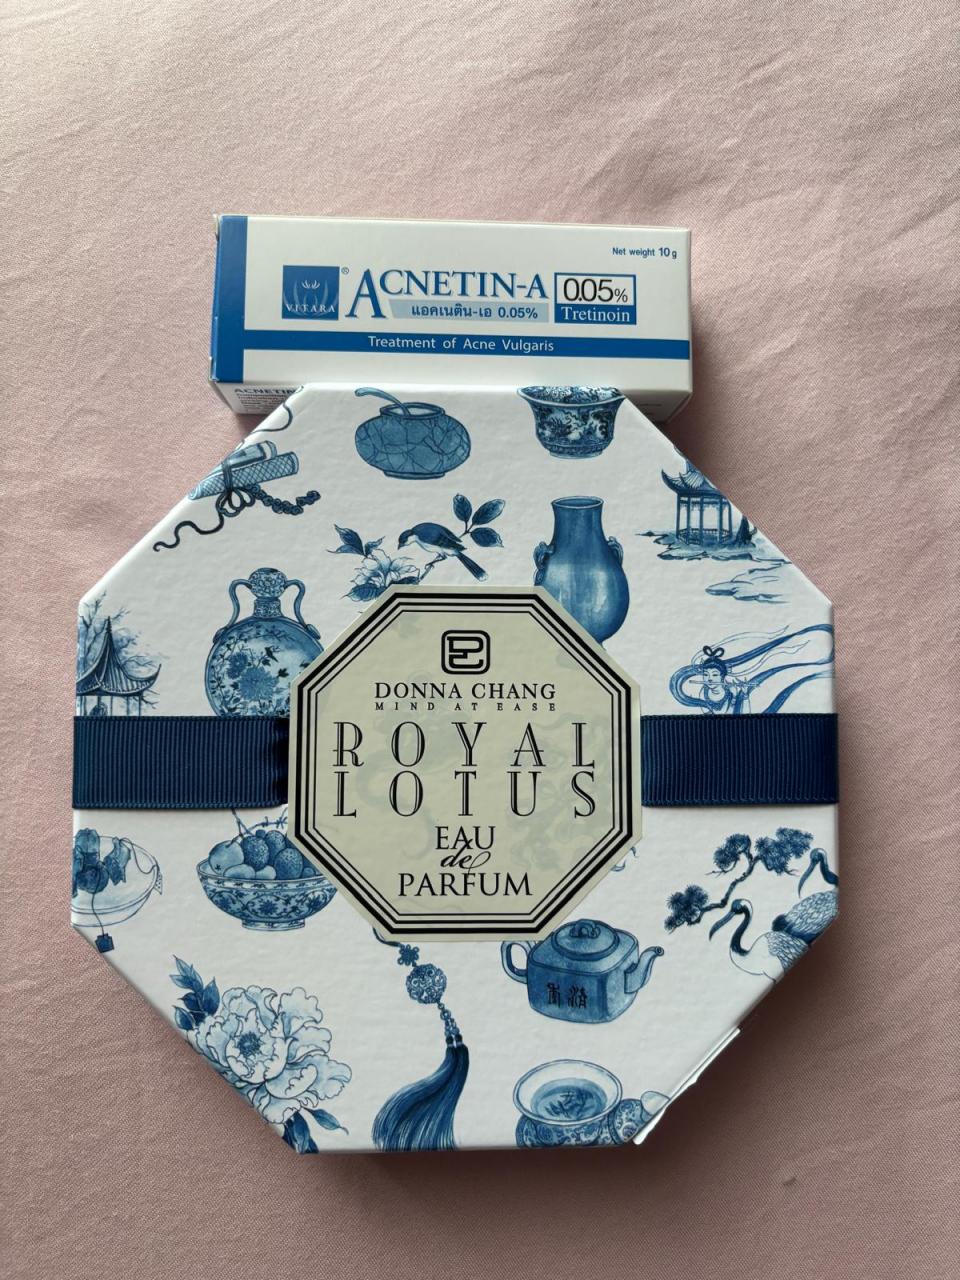 Net weight 10 g
VITARA
®
ACNETIN-A
0.05%
แอคเนติน-เอ 0.05%
Tretinoin
Treatment of Acne Vulgaris
ACNETIN
DONNA CHANG
MIND AT EASE
ROYAL
LOTUS
EAU
de
PARFUM